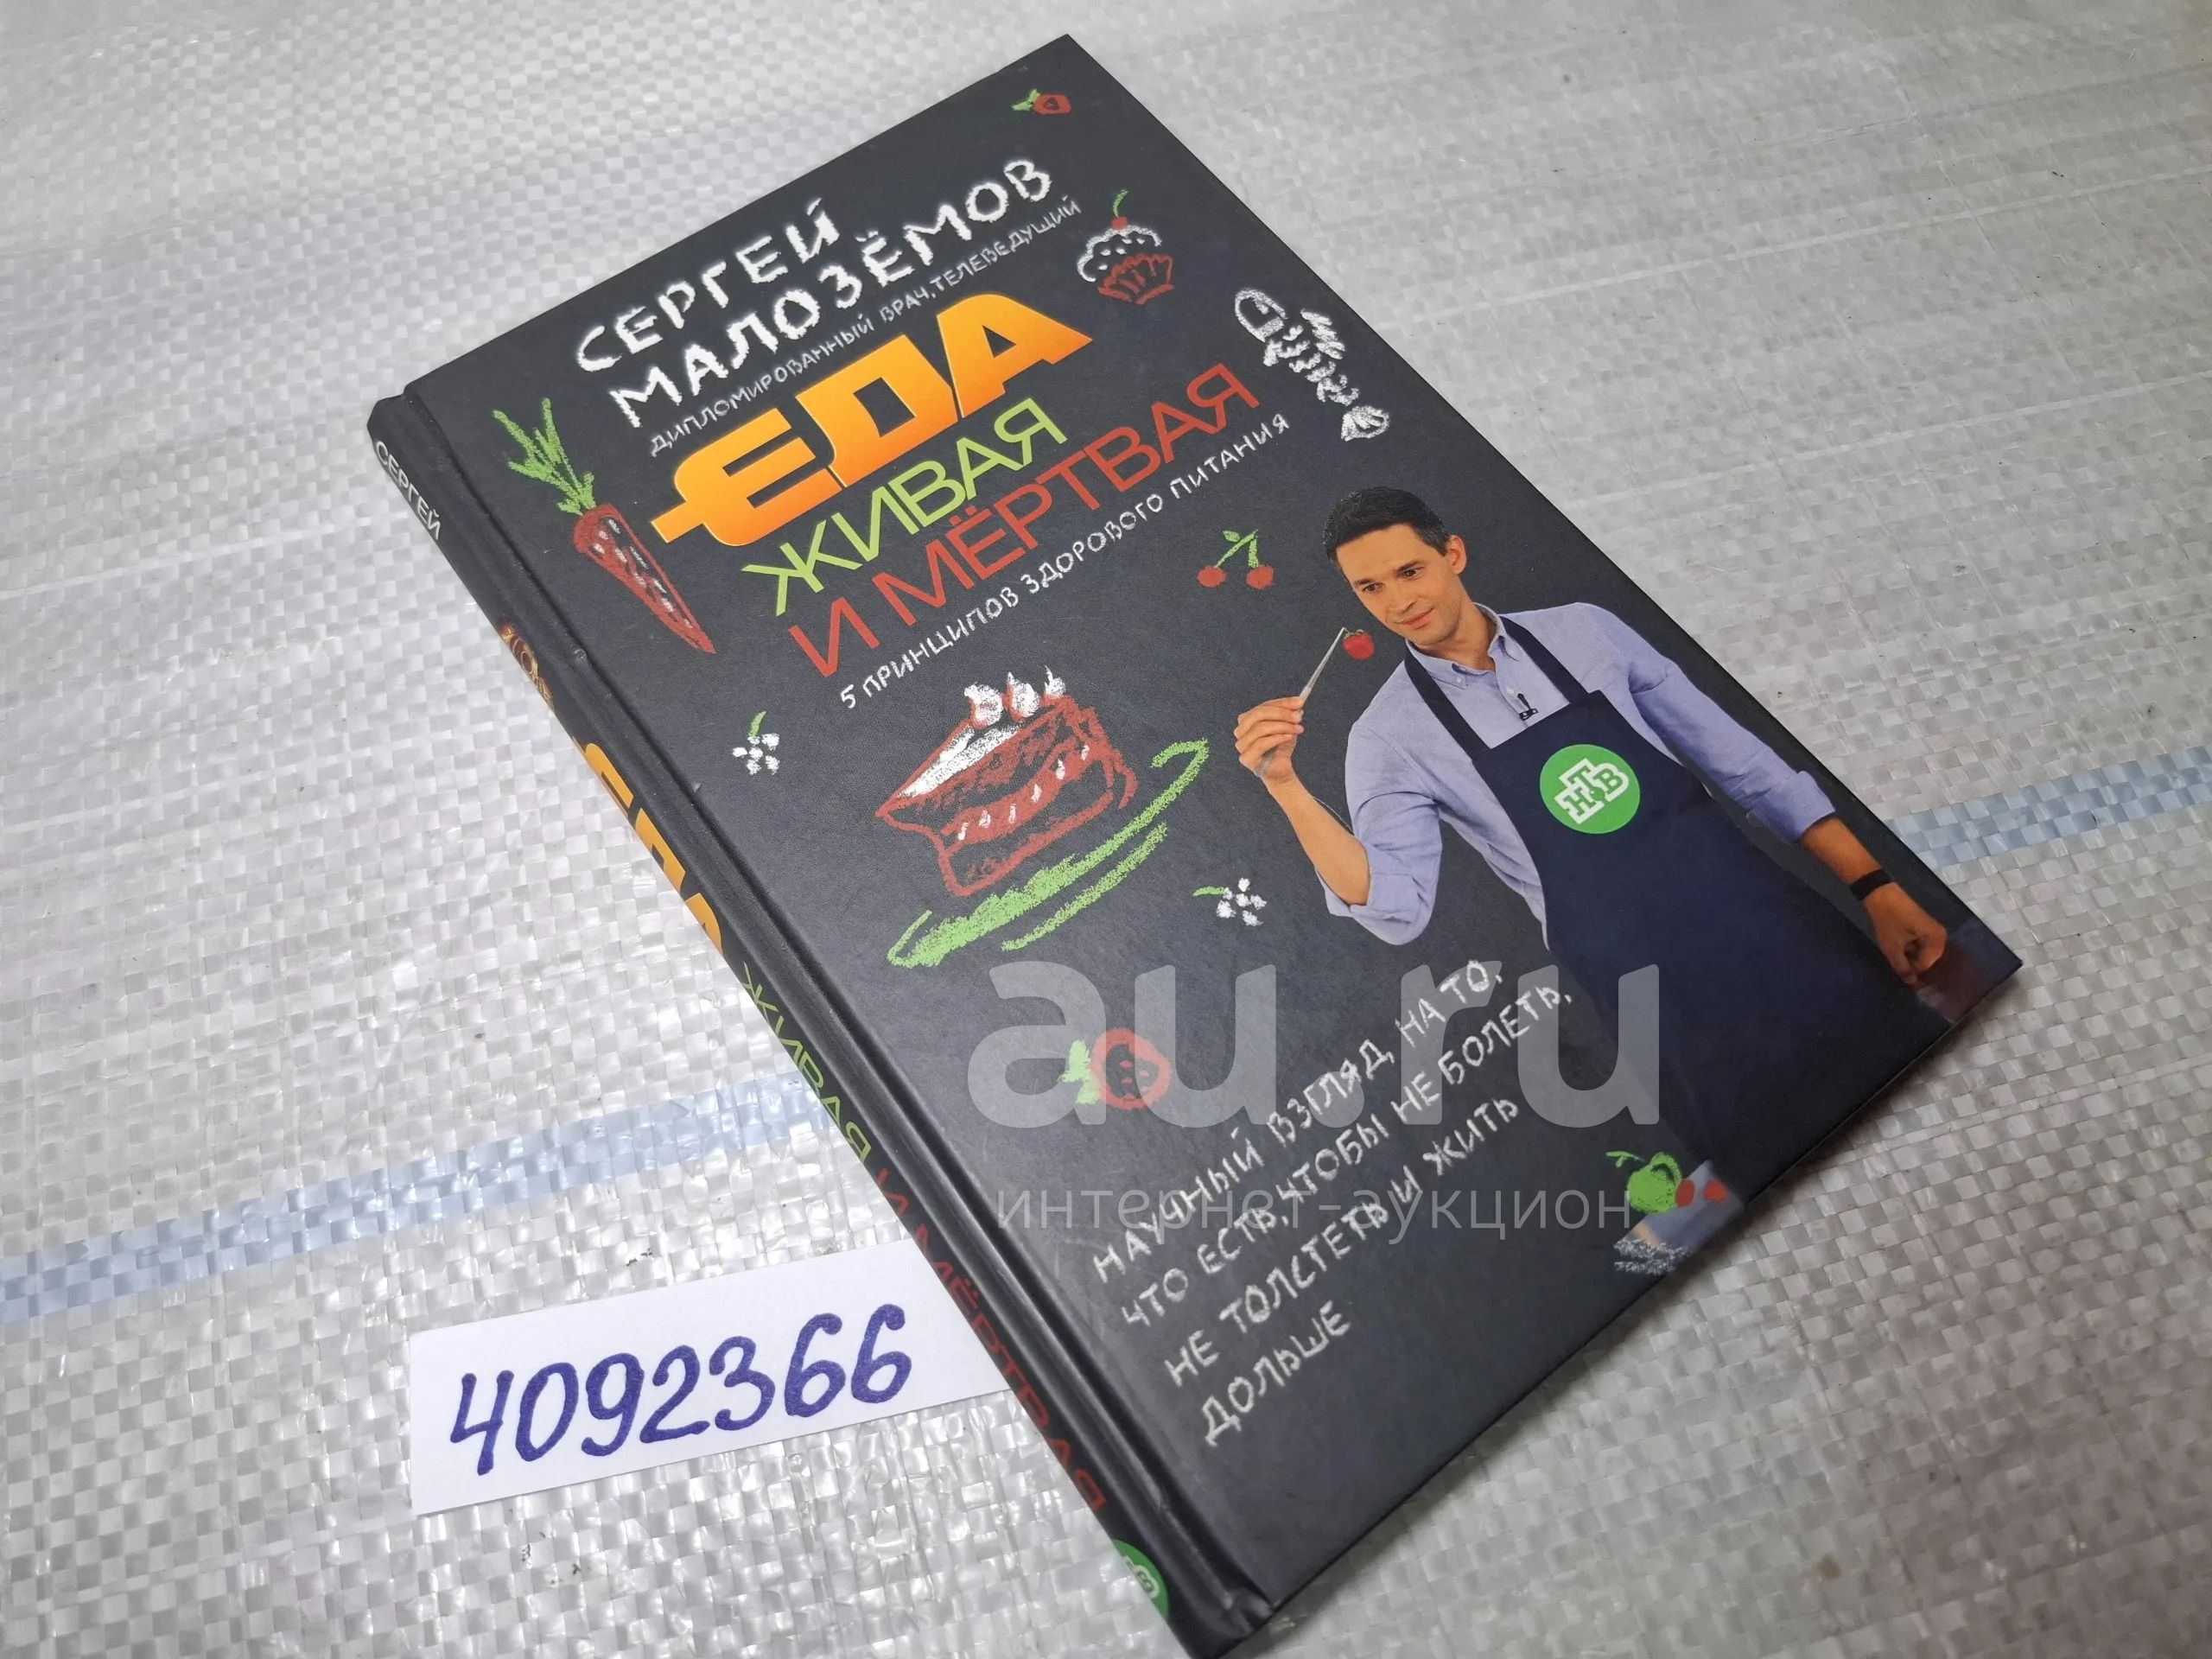 СЕРГЕЙ
МАЛОЗЁМОВ
ДИПЛОМИРОВАННЫЙ ВРАЧ, ТЕЛЕВЕДУЩИЙ
ЕДА
ЖИВАЯ
И МЁРТВАЯ
5 ПРИНЦИПОВ ЗДОРОВОГО ПИТАНИЯ
НТВ
НАУЧНЫЙ ВЗГЛЯД НА ТО,
ЧТО ЕСТЬ, ЧТОБЫ НЕ БОЛЕТЬ,
НЕ ТОЛСТЕТЬ И ЖИТЬ
ДОЛЬШЕ
СЕРГЕЙ
ЕДА ЖИВАЯ И МЁРТВАЯ
4092366
au.ru
интернет-аукцион